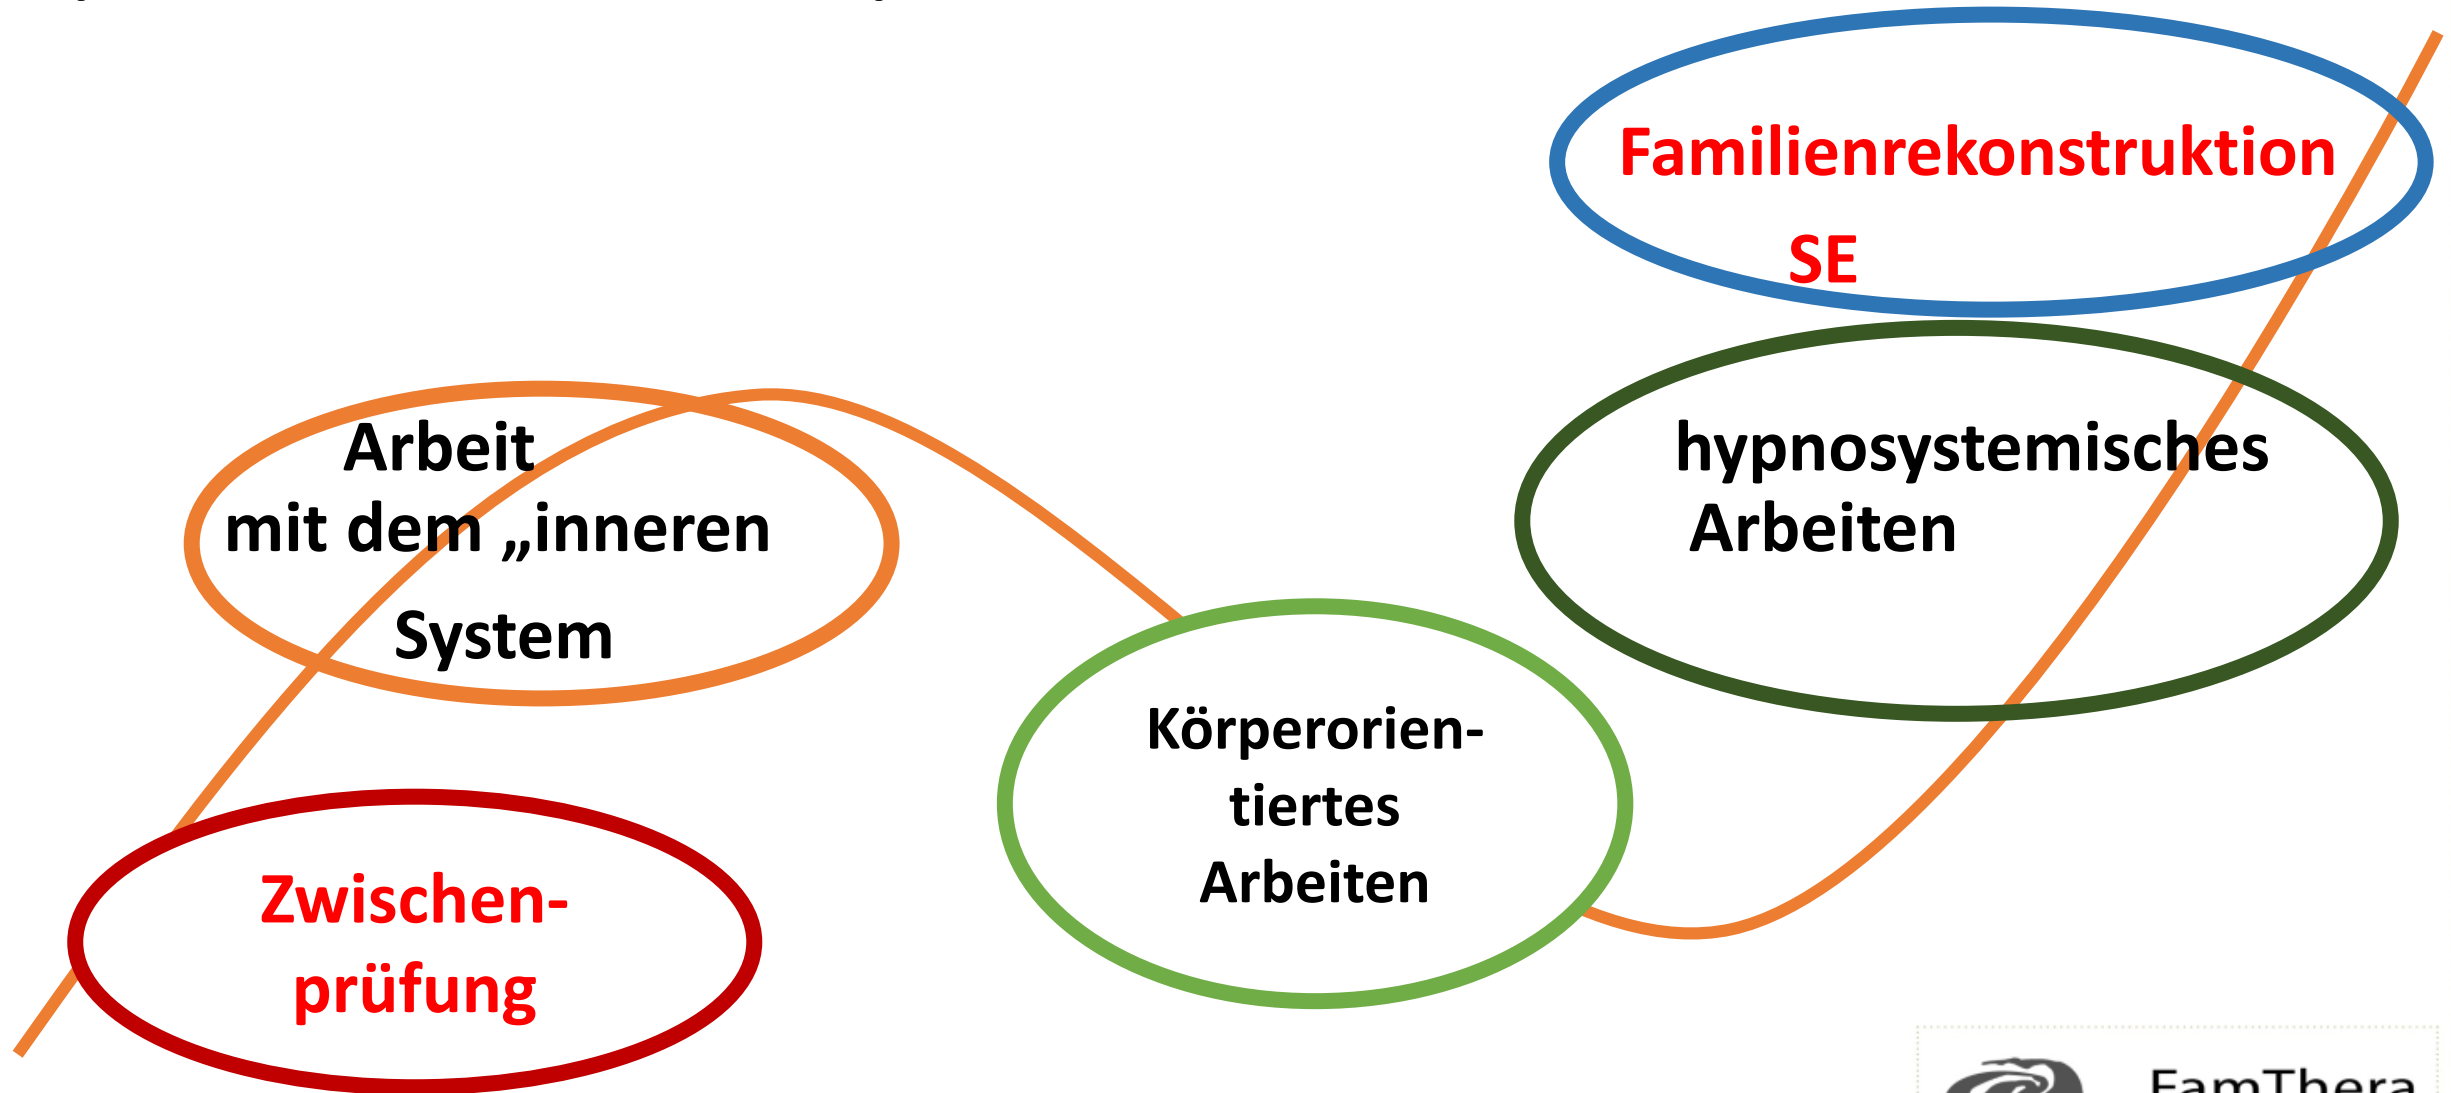 Familienrekonstruktion
SE
Arbeit
mit dem „inneren
System
hypnosystemisches
Arbeiten
Körperorien-
tiertes
Arbeiten
Zwischen-
prüfung
FamThera